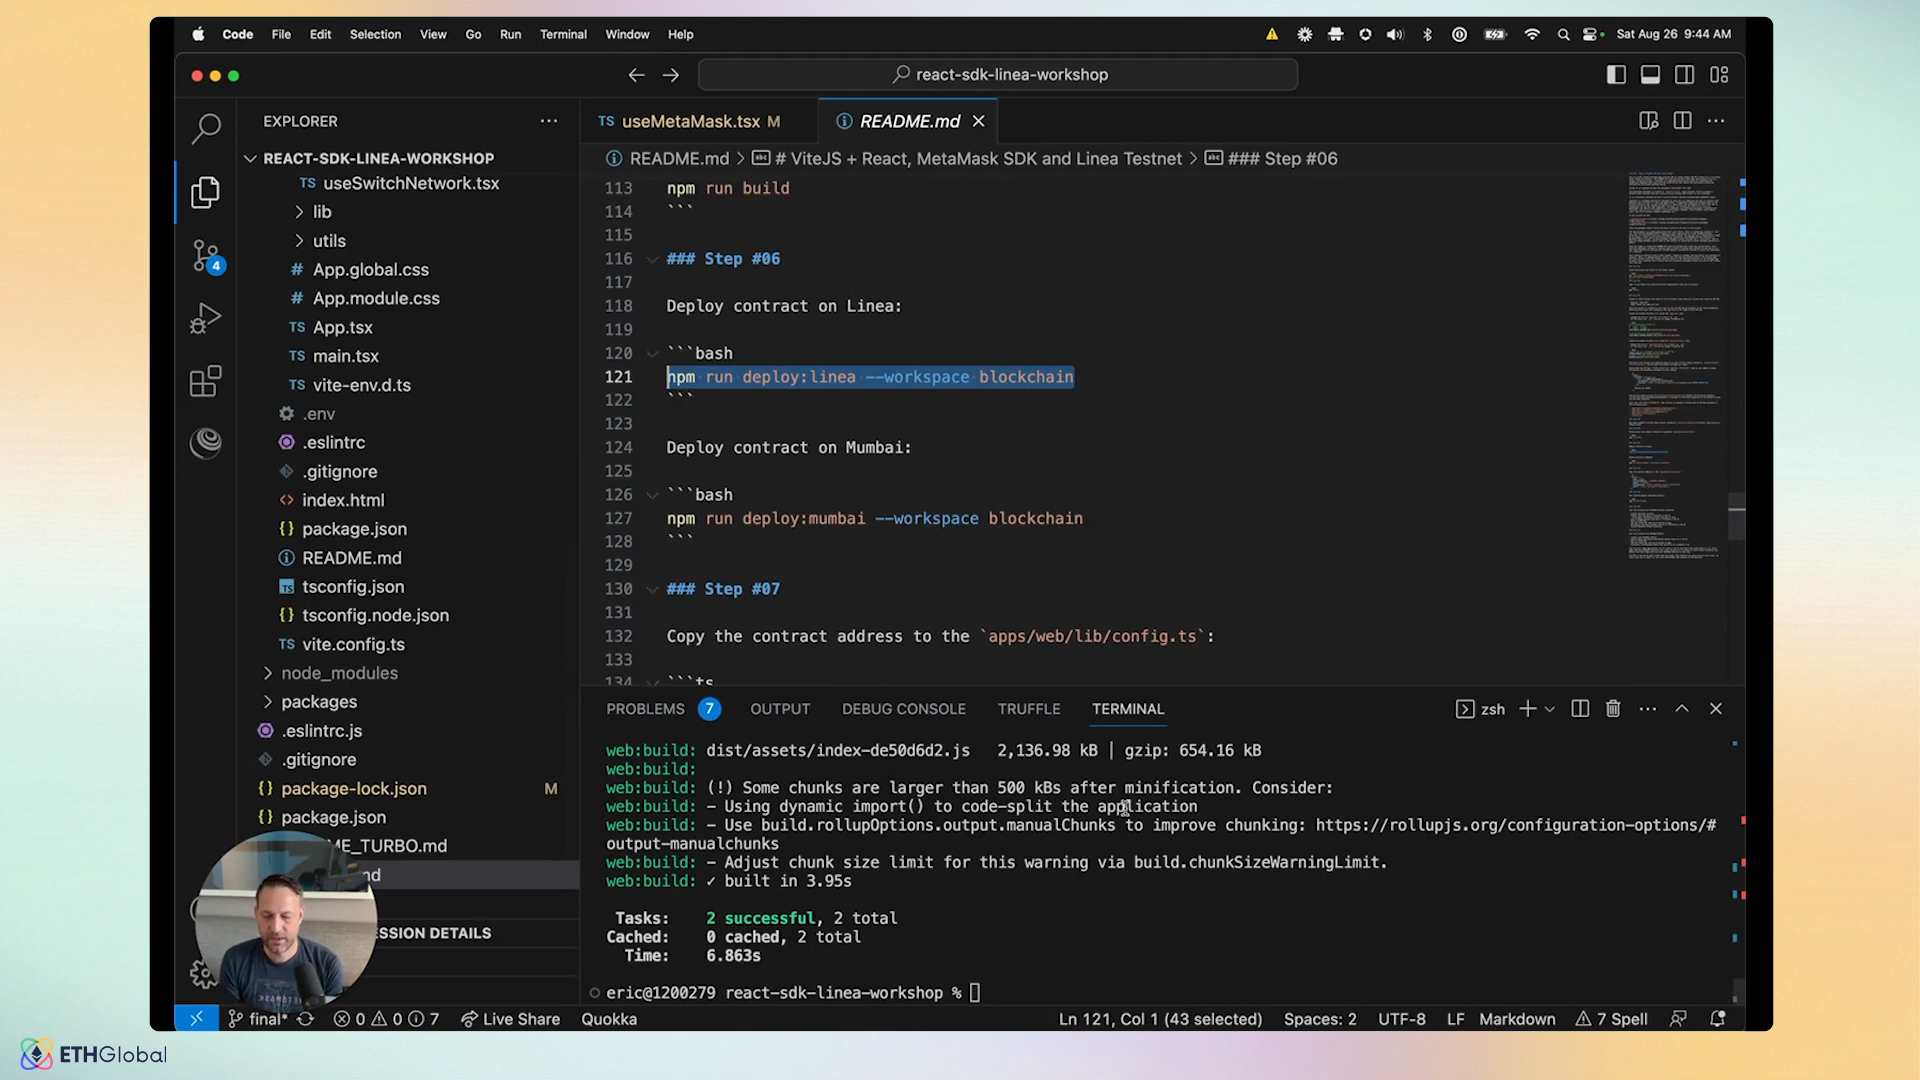 Code File Edit Selection View Go Run Terminal Window Help
Sat Aug 26 9:44 AM
react-sdk-linea-workshop
EXPLORER
TS useMetaMask.tsx M
README.md
README.md > # ViteJS + React, MetaMask SDK and Linea Testnet > ### Step #06
REACT-SDK-LINEA-WORKSHOP
TS useSwitchNetwork.tsx
lib
utils
# App.global.css
# App.module.css
TS App.tsx
TS main.tsx
TS vite-env.d.ts
.env
.eslintrc
.gitignore
index.html
{} package.json
README.md
TS tsconfig.json
{} tsconfig.node.json
TS vite.config.ts
node_modules
packages
.eslintrc.js
.gitignore
{} package-lock.json M
{} package.json
ME_TURBO.md
md
SSION DETAILS
4
113 npm run build
114 ```
115
116 ### Step #06
117
118 Deploy contract on Linea:
119
120 ```bash
121 npm run deploy:linea --workspace blockchain
122 ```
123
124 Deploy contract on Mumbai:
125
126 ```bash
127 npm run deploy:mumbai --workspace blockchain
128 ```
129
130 ### Step #07
131
132 Copy the contract address to the `apps/web/lib/config.ts`:
133
134 ```ts
PROBLEMS 7 OUTPUT DEBUG CONSOLE TRUFFLE TERMINAL
zsh
web:build: dist/assets/index-de50d6d2.js 2,136.98 kB | gzip: 654.16 kB
web:build:
web:build: (!) Some chunks are larger than 500 kBs after minification. Consider:
web:build: - Using dynamic import() to code-split the application
web:build: - Use build.rollupOptions.output.manualChunks to improve chunking: https://rollupjs.org/configuration-options/#
output-manualchunks
web:build: - Adjust chunk size limit for this warning via build.chunkSizeWarningLimit.
web:build: ✓ built in 3.95s
Tasks: 2 successful, 2 total
Cached: 0 cached, 2 total
Time: 6.863s
eric@1200279 react-sdk-linea-workshop %
final* 0 0 7 Live Share Quokka
Ln 121, Col 1 (43 selected) Spaces: 2 UTF-8 LF Markdown 7 Spell
ETHGlobal